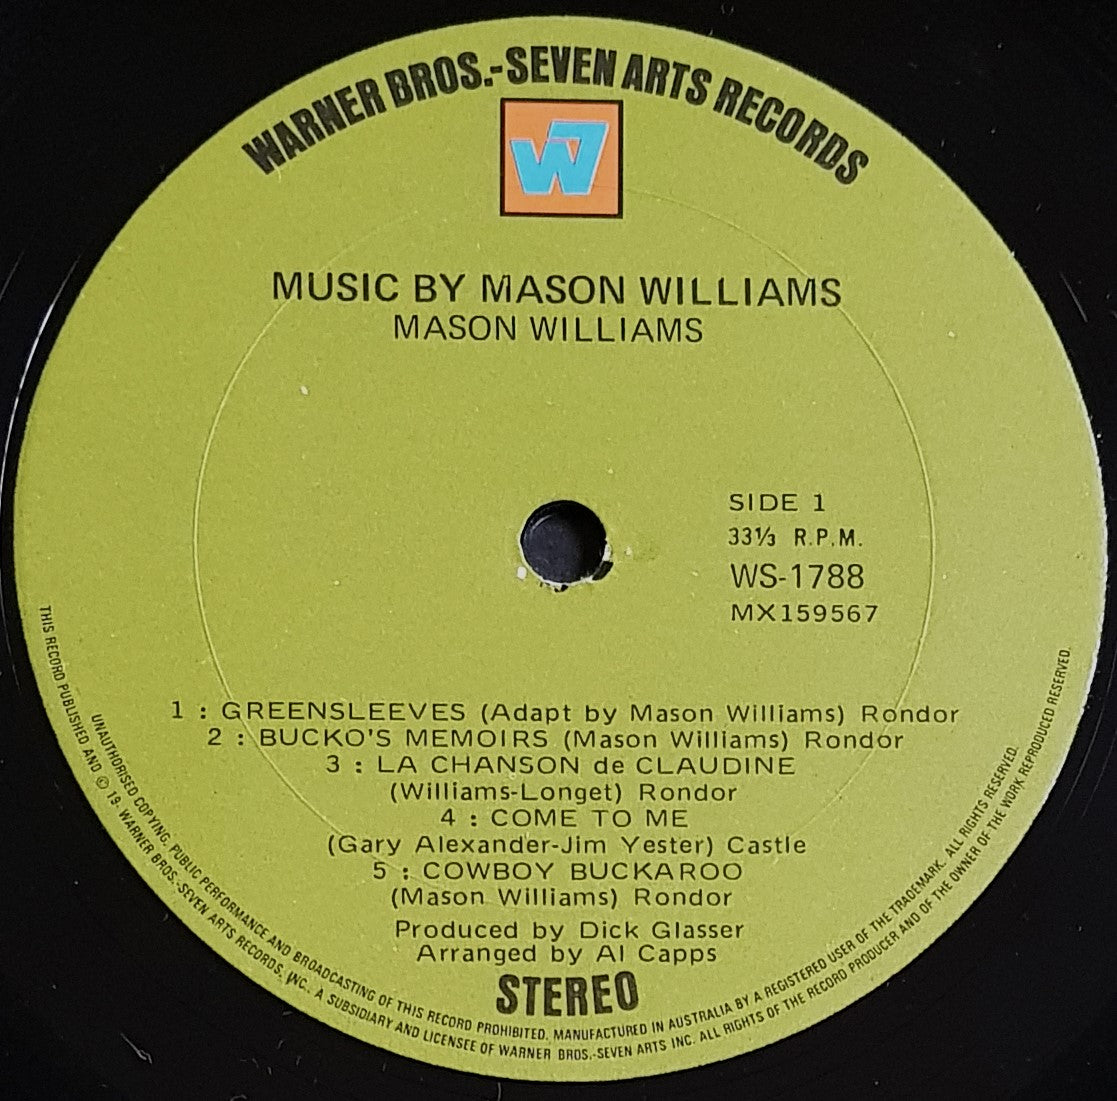 WARNER BROS.-SEVEN ARTS RECORDS
W7
MUSIC BY MASON WILLIAMS
MASON WILLIAMS
SIDE 1
33⅓ R.P.M.
WS-1788
MX159567
1 : GREENSLEEVES (Adapt by Mason Williams) Rondor
2 : BUCKO'S MEMOIRS (Mason Williams) Rondor
3 : LA CHANSON de CLAUDINE
(Williams-Longet) Rondor
4 : COME TO ME
(Gary Alexander-Jim Yester) Castle
5 : COWBOY BUCKAROO
(Mason Williams) Rondor
Produced by Dick Glasser
Arranged by Al Capps
STEREO
UNAUTHORISED COPYING, PUBLIC PERFORMANCE AND BROADCASTING OF THIS RECORD PROHIBITED. MANUFACTURED IN AUSTRALIA BY A REGISTERED USER OF THE TRADEMARK. ALL RIGHTS RESERVED.
THIS RECORD PUBLISHED AND © 19- WARNER BROS.-SEVEN ARTS RECORDS, INC. A SUBSIDIARY AND LICENSEE OF WARNER BROS.-SEVEN ARTS INC. ALL RIGHTS OF THE RECORD PRODUCER AND OF THE OWNER OF THE WORK REPRODUCED RESERVED.